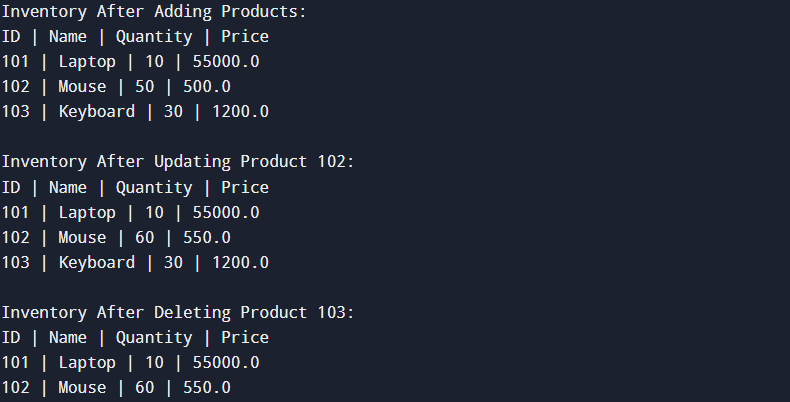 Inventory After Adding Products:
ID | Name | Quantity | Price
101 | Laptop | 10 | 55000.0
102 | Mouse | 50 | 500.0
103 | Keyboard | 30 | 1200.0
Inventory After Updating Product 102:
ID | Name | Quantity | Price
101 | Laptop | 10 | 55000.0
102 | Mouse | 60 | 550.0
103 | Keyboard | 30 | 1200.0
Inventory After Deleting Product 103:
ID | Name | Quantity | Price
101 | Laptop | 10 | 55000.0
102 | Mouse | 60 | 550.0